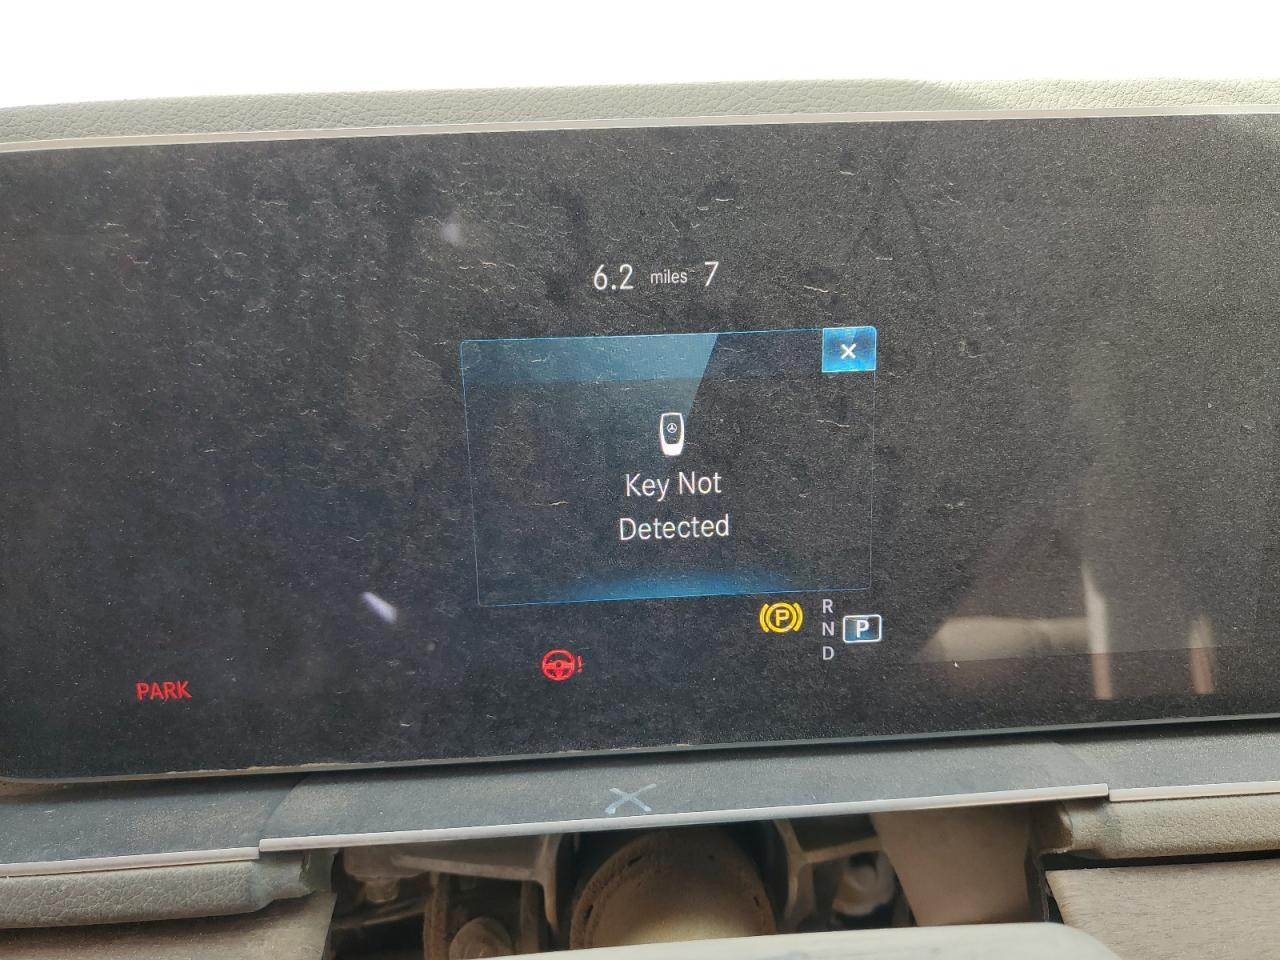 6.2 miles 7
×
Key Not
Detected
R
N P
D
P
PARK